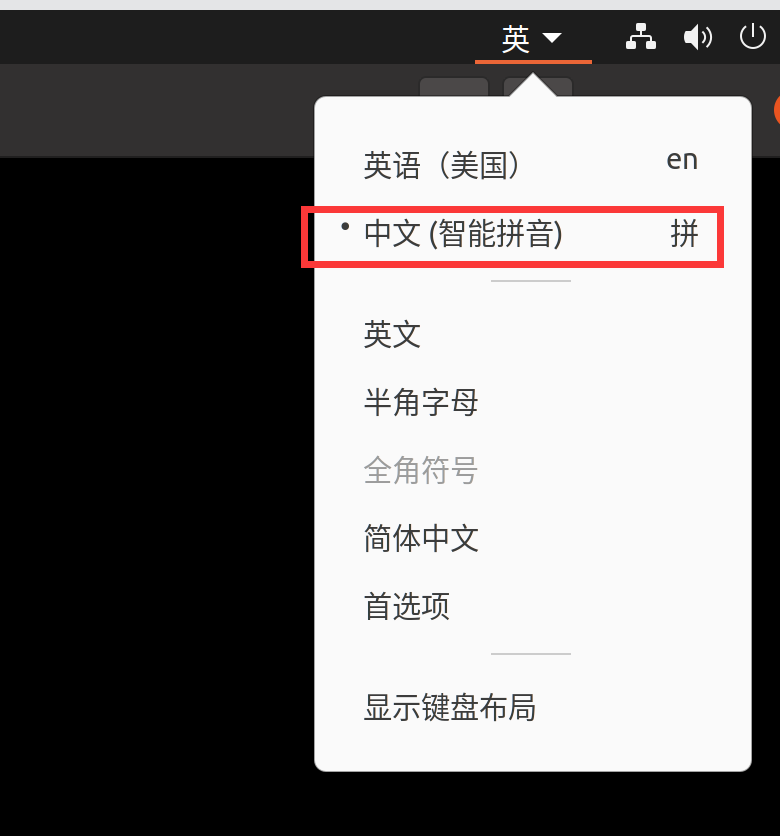 英
英语（美国） en
中文 (智能拼音) 拼
英文
半角字母
全角符号
简体中文
首选项
显示键盘布局